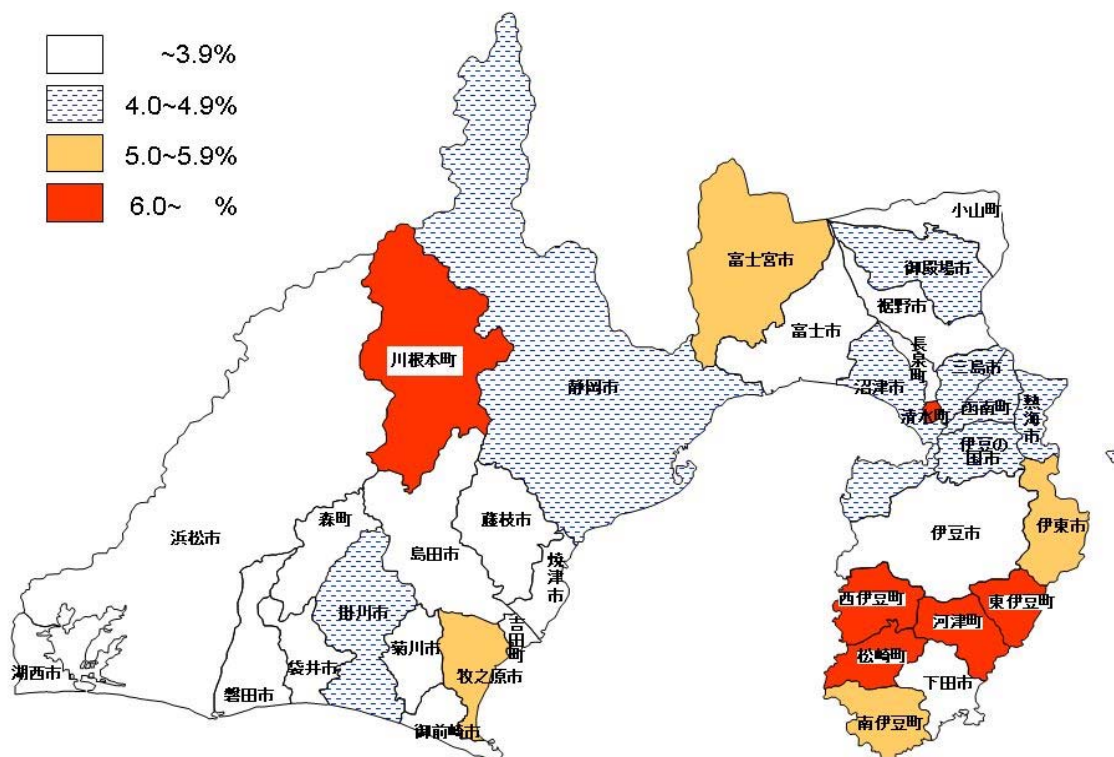 ~3.9%
4.0~4.9%
5.0~5.9%
6.0~ %
小山町
御殿場市
富士宮市
裾野市
富士市
長泉町
三島市
川根本町
静岡市
沼津市
清水町
函南町
熱海市
伊豆の国市
森町
藤枝市
伊東市
浜松市
島田市
焼津市
伊豆市
西伊豆町
東伊豆町
掛川市
河津町
吉田町
菊川市
松崎町
湖西市
袋井市
牧之原市
下田市
磐田市
御前崎市
南伊豆町